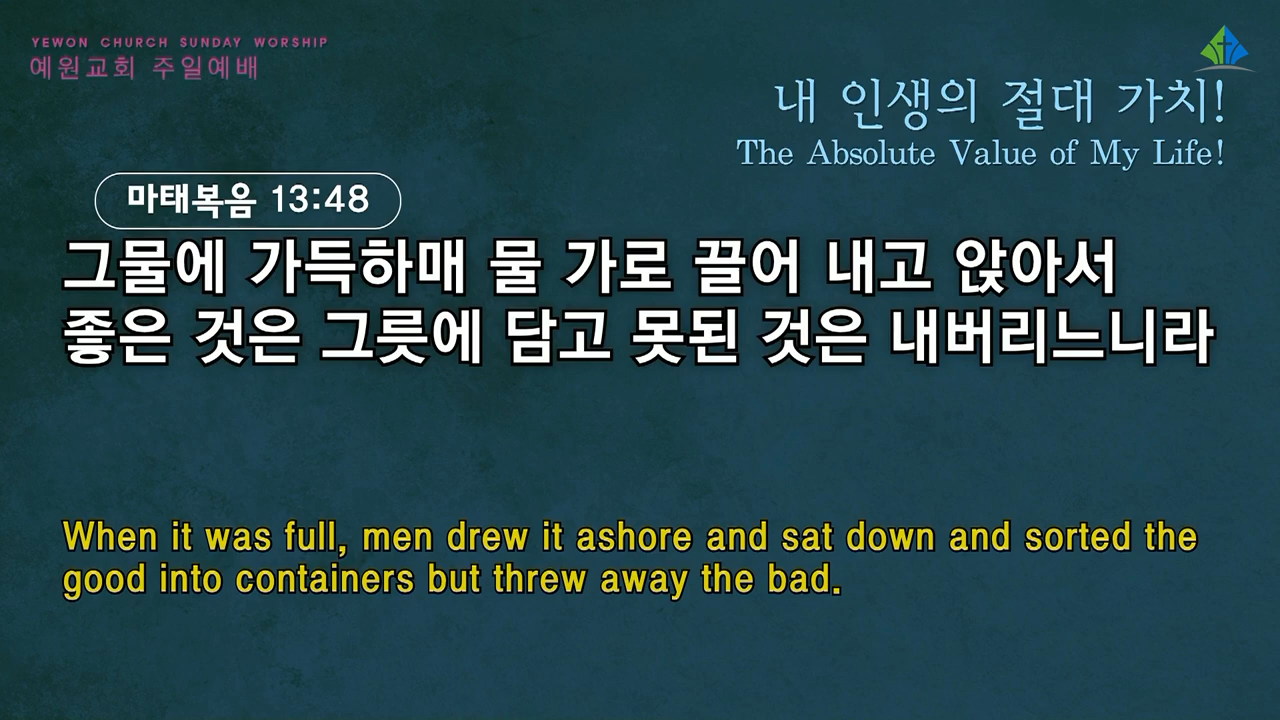 YEWON CHURCH SUNDAY WORSHIP
예원교회 주일예배
내 인생의 절대 가치!
The Absolute Value of My Life!
마태복음 13:48
그물에 가득하매 물 가로 끌어 내고 앉아서
좋은 것은 그릇에 담고 못된 것은 내버리느니라
When it was full, men drew it ashore and sat down and sorted the
good into containers but threw away the bad.